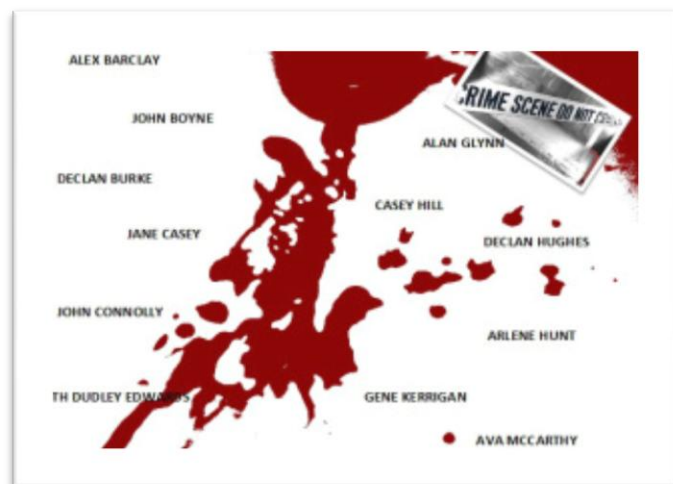 ALEX BARCLAY
CRIME SCENE DO NOT
JOHN BOYNE
ALAN GLYNN
DECLAN BURKE
CASEY HILL
JANE CASEY
DECLAN HUGHES
JOHN CONNOLLY
ARLENE HUNT
TH DUDLEY EDWARDS
GENE KERRIGAN
AVA MCCARTHY